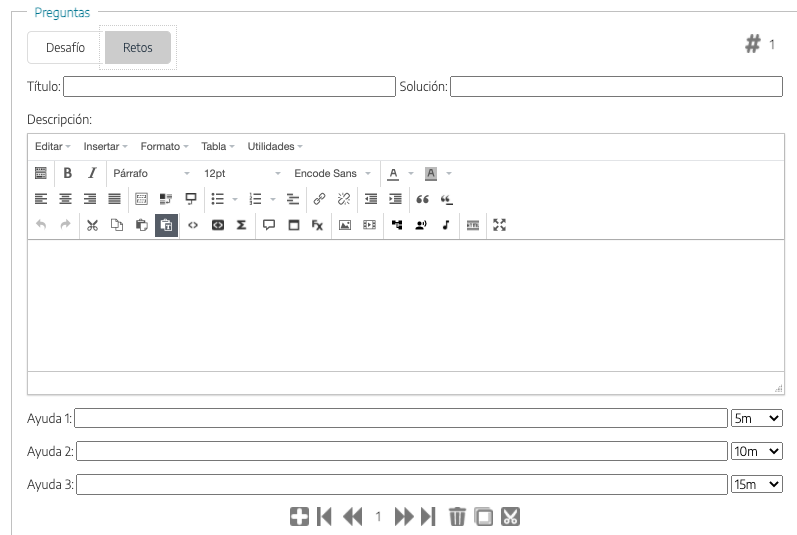 Preguntas
Desafío Retos # 1
Título: Solución:
Descripción:
Editar Insertar Formato Tabla Utilidades
B I Párrafo 12pt Encode Sans A A
Fx
Ayuda 1: 5m
Ayuda 2: 10m
Ayuda 3: 15m
1